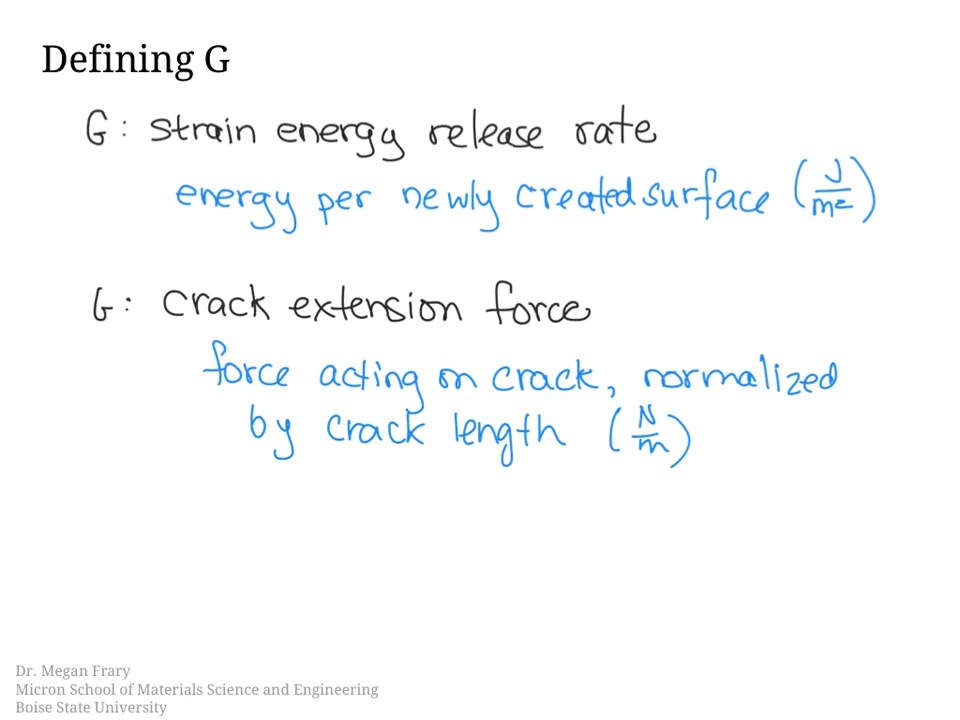 Defining G
G: strain energy release rate
energy per newly created surface (J/m²)
G: crack extension force
force acting on crack, normalized
by crack length (N/m)
Dr. Megan Frary
Micron School of Materials Science and Engineering
Boise State University